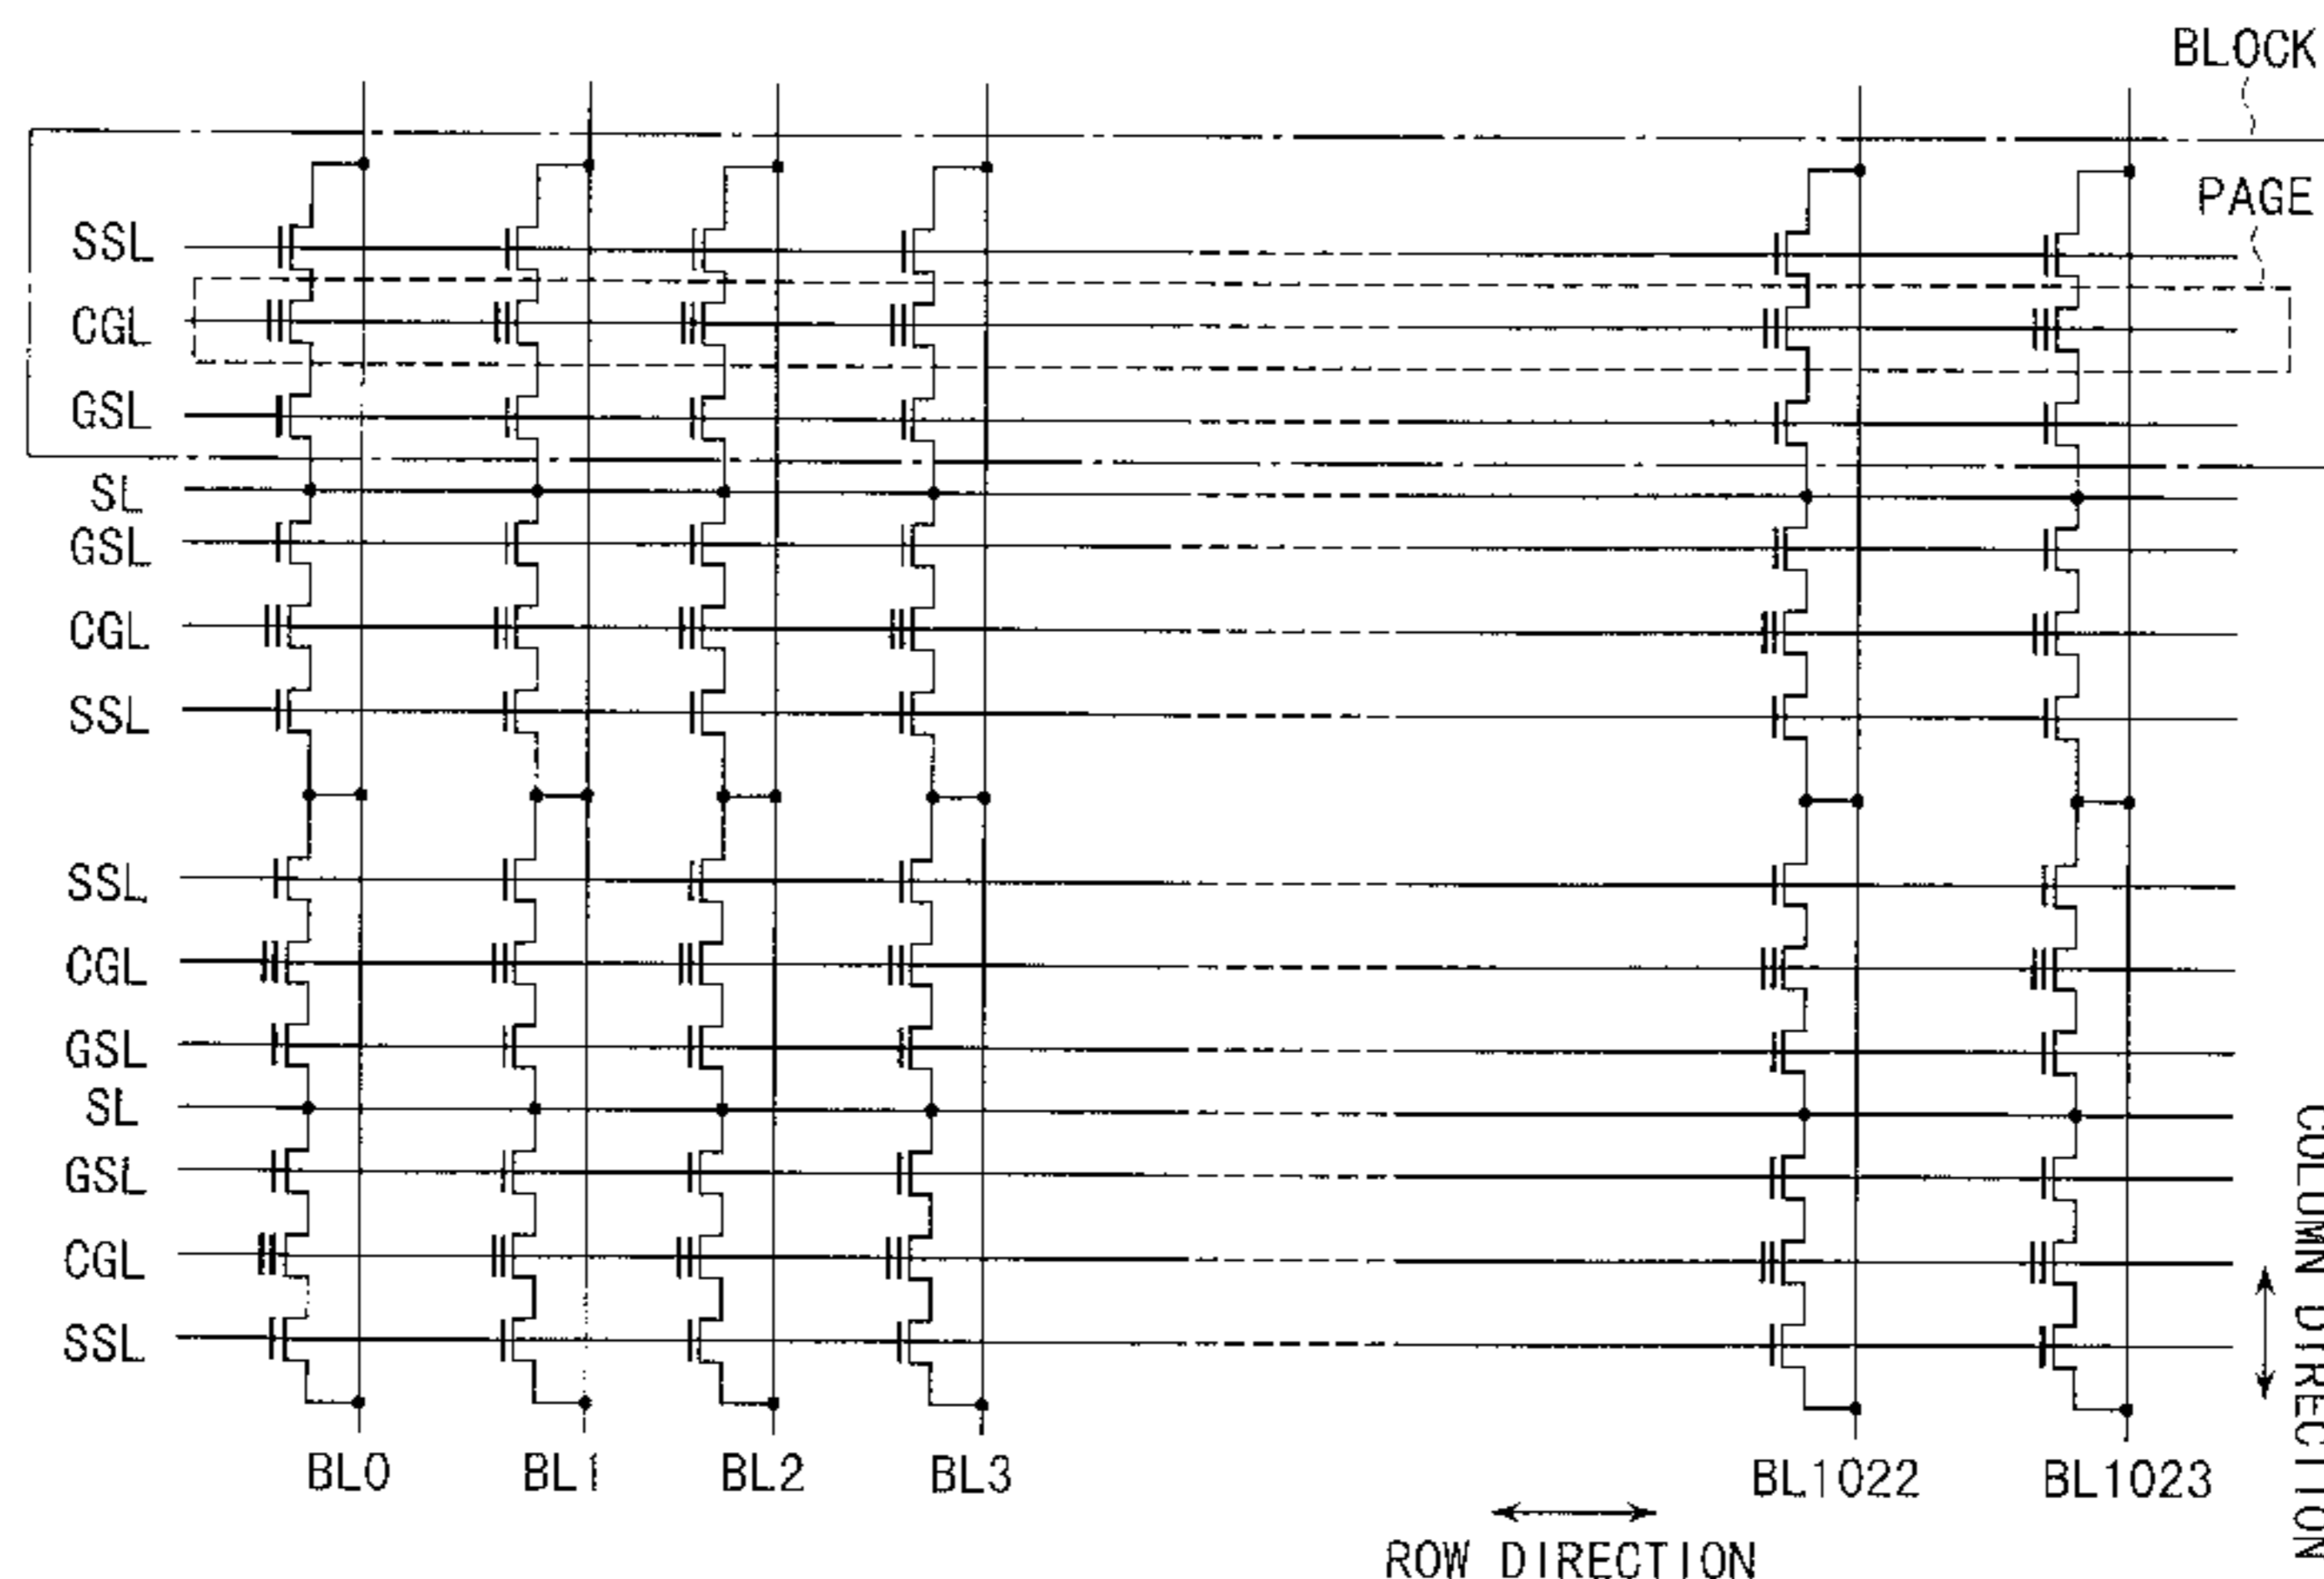 BLOCK
PAGE
SSL
CGL
GSL
SL
GSL
CGL
SSL
SSL
CGL
GSL
SL
GSL
CGL
SSL
BL0
BL1
BL2
BL3
BL1022
BL1023
ROW DIRECTION
COLUMN DIRECTION